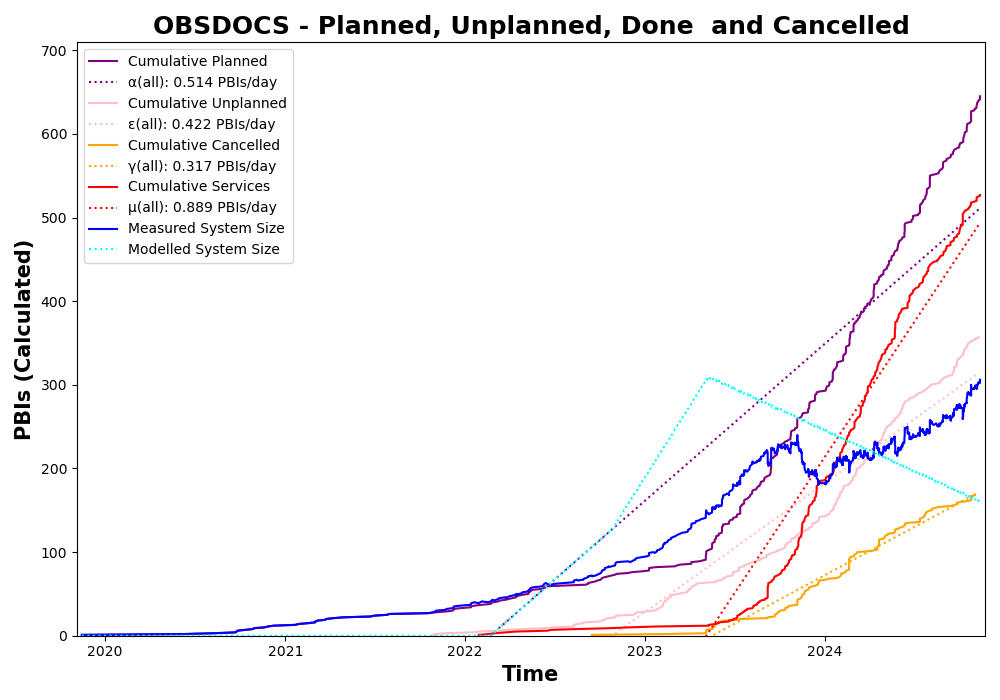 OBSDOCS - Planned, Unplanned, Done  and Cancelled
700
600
500
400
300
200
100
0
PBIs (Calculated)
Cumulative Planned
α(all): 0.514 PBIs/day
Cumulative Unplanned
ε(all): 0.422 PBIs/day
Cumulative Cancelled
γ(all): 0.317 PBIs/day
Cumulative Services
μ(all): 0.889 PBIs/day
Measured System Size
Modelled System Size
2020 2021 2022 2023 2024
Time